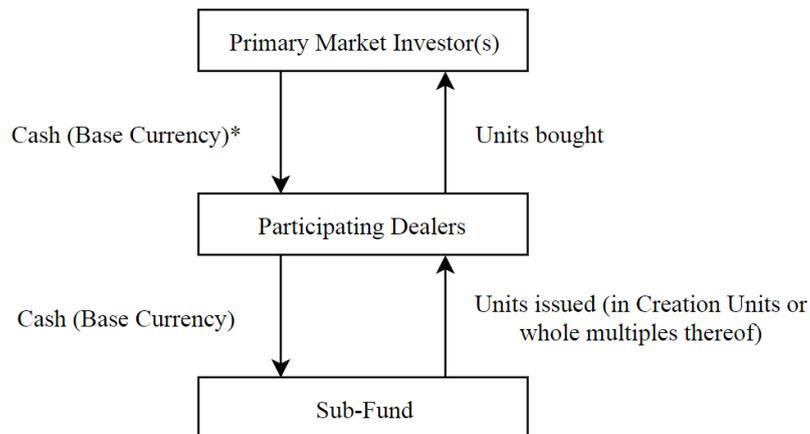 Primary Market Investor(s)
Cash (Base Currency)*
Units bought
Participating Dealers
Cash (Base Currency)
Units issued (in Creation Units or
whole multiples thereof)
Sub-Fund